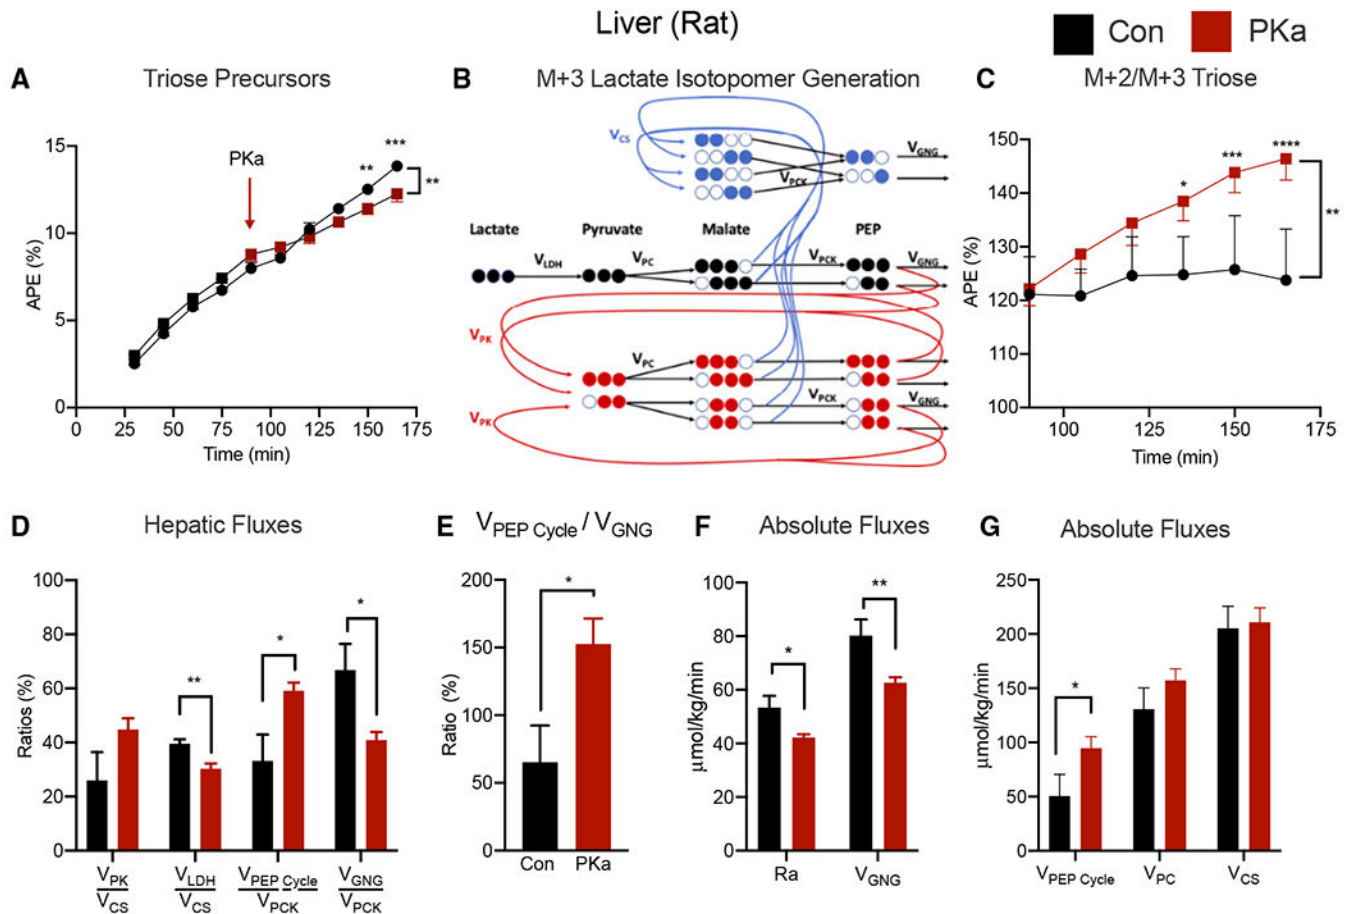 Liver (Rat)
Con
PKa
A
Triose Precursors
APE (%)
15
10
5
0
PKa
**
***
**
0
25
50
75
100
125
150
175
Time (min)
B
M+3 Lactate Isotopomer Generation
VCS
VGNG
VPCK
Lactate
Pyruvate
Malate
PEP
VLDH
VPC
VPCK
VGNG
VPK
VPC
VPCK
VGNG
VPK
C
M+2/M+3 Triose
APE (%)
150
140
130
120
110
100
*
***
****
**
100
125
150
175
Time (min)
D
Hepatic Fluxes
Ratios (%)
100
80
60
40
20
0
**
*
*
VPK
VCS
VLDH
VCS
VPEP Cycle
VPCK
VGNG
VPCK
E
VPEP Cycle / VGNG
Ratio (%)
200
150
100
50
0
*
Con
PKa
F
Absolute Fluxes
μmol/kg/min
100
80
60
40
20
0
*
**
Ra
VGNG
G
Absolute Fluxes
μmol/kg/min
250
200
150
100
50
0
*
VPEP Cycle
VPC
VCS